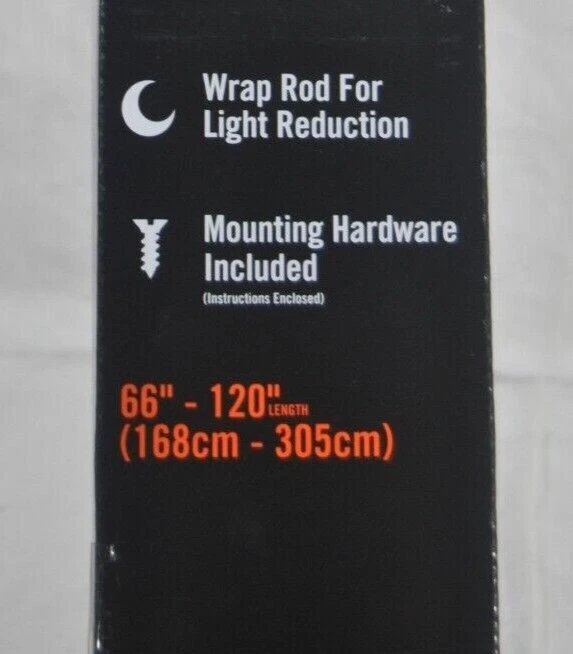 Wrap Rod For
Light Reduction
Mounting Hardware
Included
(Instructions Enclosed)
66" - 120" LENGTH
(168cm - 305cm)